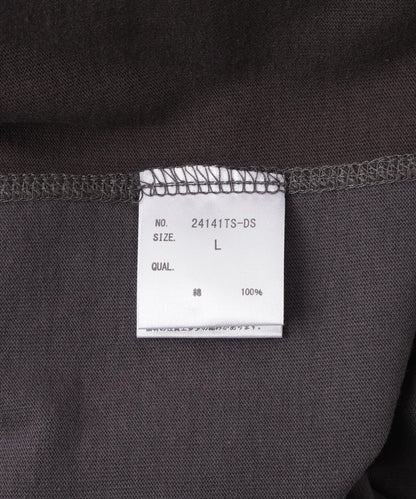 NO. 24141TS-DS
SIZE. L
QUAL.
綿 100%